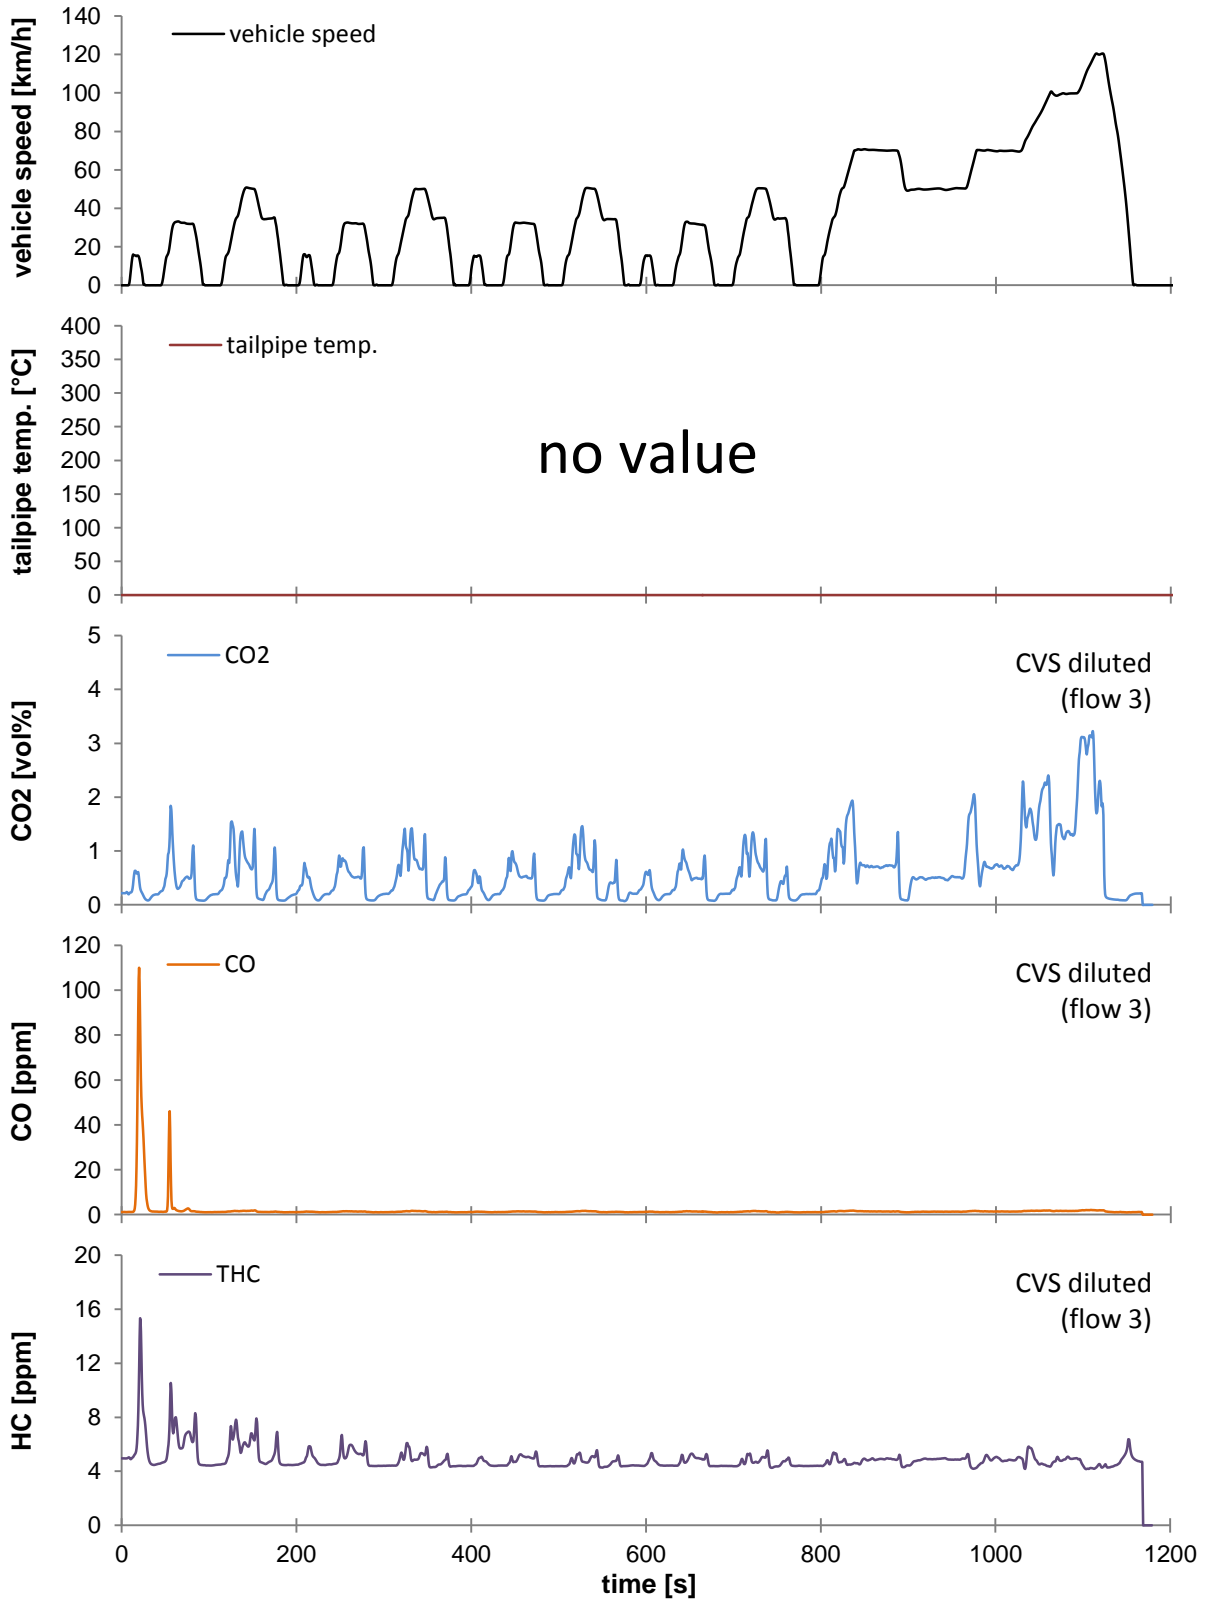 vehicle speed [km/h]
140
120
100
80
60
40
20
0
vehicle speed
tailpipe temp. [°C]
400
350
300
250
200
150
100
50
0
tailpipe temp.
no value
CO2 [vol%]
5
4
3
2
1
0
CO2
CVS diluted
(flow 3)
CO [ppm]
120
100
80
60
40
20
0
CO
CVS diluted
(flow 3)
HC [ppm]
20
16
12
8
4
0
THC
CVS diluted
(flow 3)
0 200 400 600 800 1000 1200
time [s]